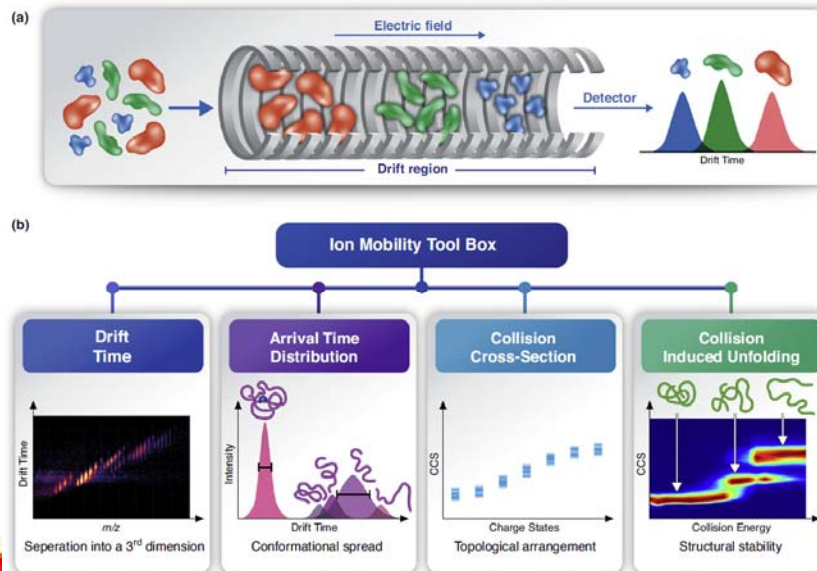 (a)
Electric field
Detector
Drift region
Drift Time
(b)
Ion Mobility Tool Box
Drift
Time
Drift Time
m/z
Seperation into a 3rd dimension
Arrival Time
Distribution
Intensity
Drift Time
Conformational spread
Collision
Cross-Section
CCS
Charge States
Topological arrangement
Collision
Induced Unfolding
CCS
Collision Energy
Structural stability